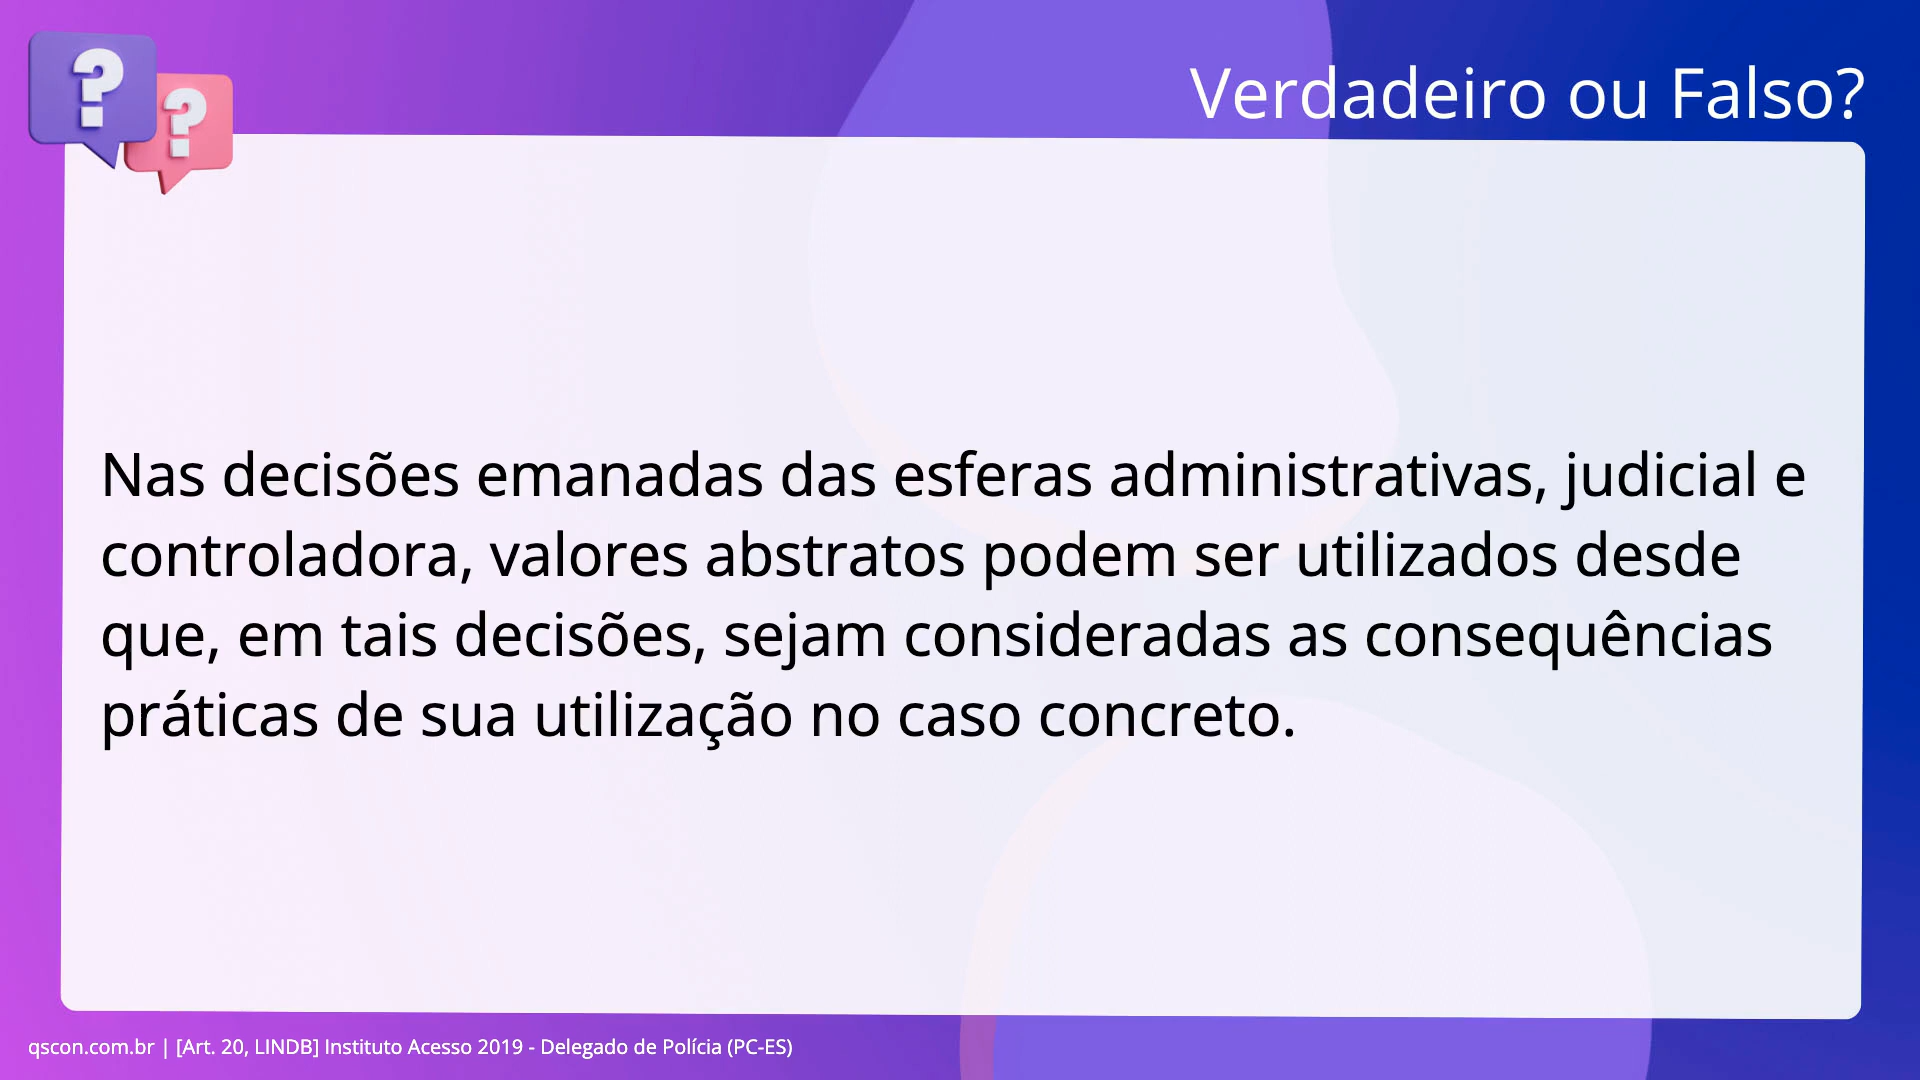 Verdadeiro ou Falso?
Nas decisões emanadas das esferas administrativas, judicial e
controladora, valores abstratos podem ser utilizados desde
que, em tais decisões, sejam consideradas as consequências
práticas de sua utilização no caso concreto.
qscon.com.br | [Art. 20, LINDB] Instituto Acesso 2019 - Delegado de Polícia (PC-ES)